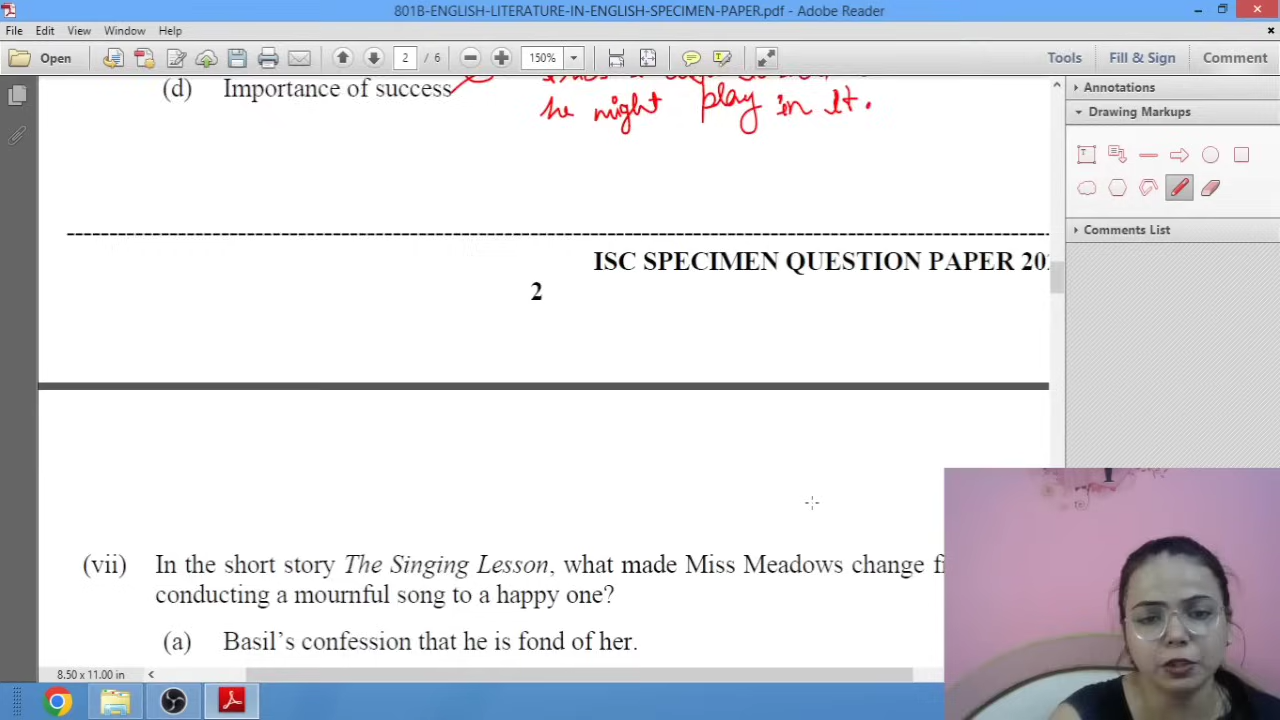 801B-ENGLISH-LITERATURE-IN-ENGLISH-SPECIMEN-PAPER.pdf - Adobe Reader
File Edit View Window Help
Open 2 / 6 150% Tools Fill & Sign Comment
Annotations
Drawing Markups
Comments List
(d) Importance of success
he might play in it.
ISC SPECIMEN QUESTION PAPER 20
2
(vii) In the short story The Singing Lesson, what made Miss Meadows change f
conducting a mournful song to a happy one?
(a) Basil's confession that he is fond of her.
8.50 x 11.00 in